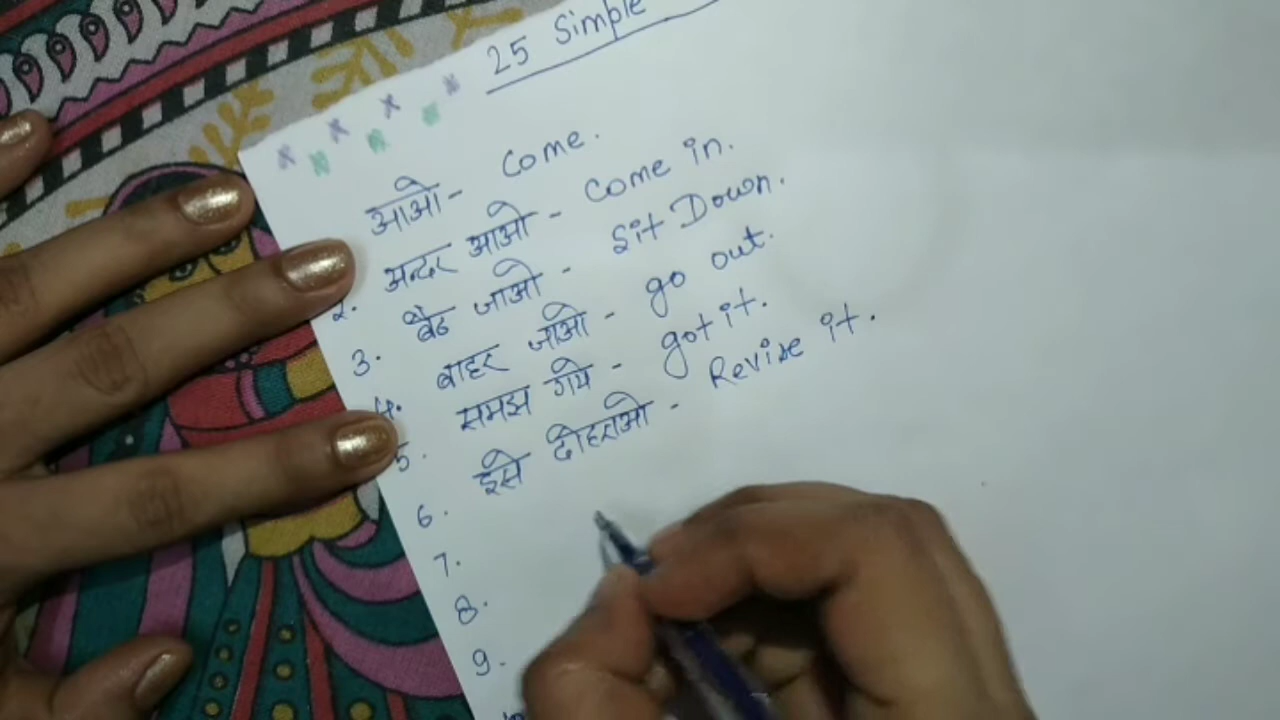 25 Simple
आओ - Come.
2. अन्दर आओ - Come in.
3. बैठ जाओ - Sit Down.
4. बाहर जाओ - go out.
5. समझ गये - got it.
6. इसे दोहराओ - Revise it.
7.
8.
9.